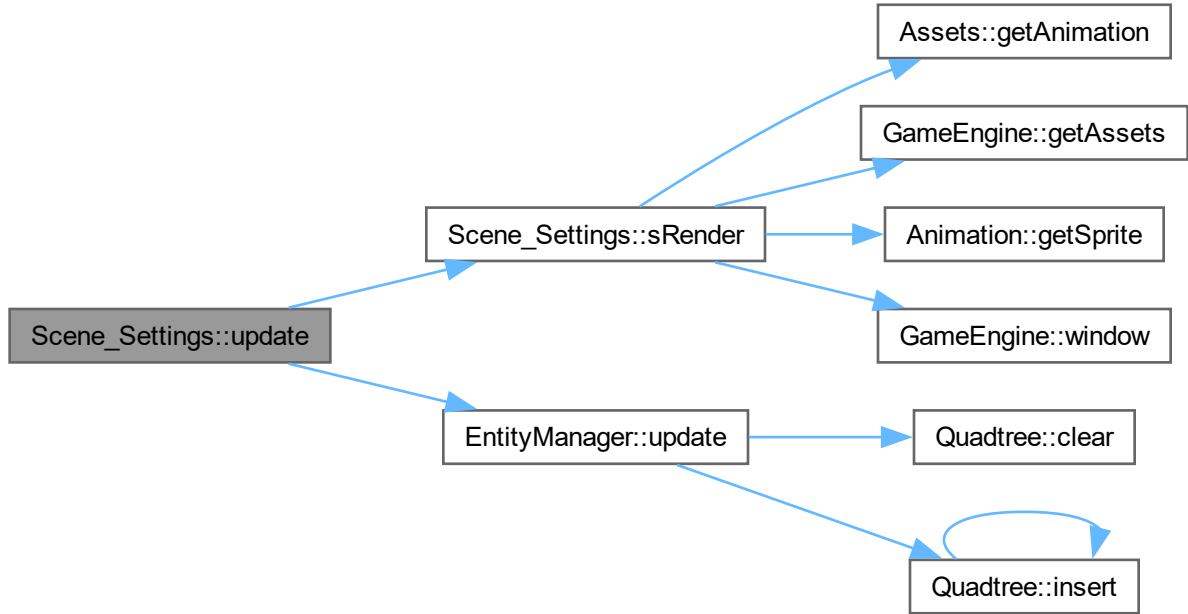 Assets::getAnimation
GameEngine::getAssets
Scene_Settings::sRender
Animation::getSprite
Scene_Settings::update
GameEngine::window
EntityManager::update
Quadtree::clear
Quadtree::insert